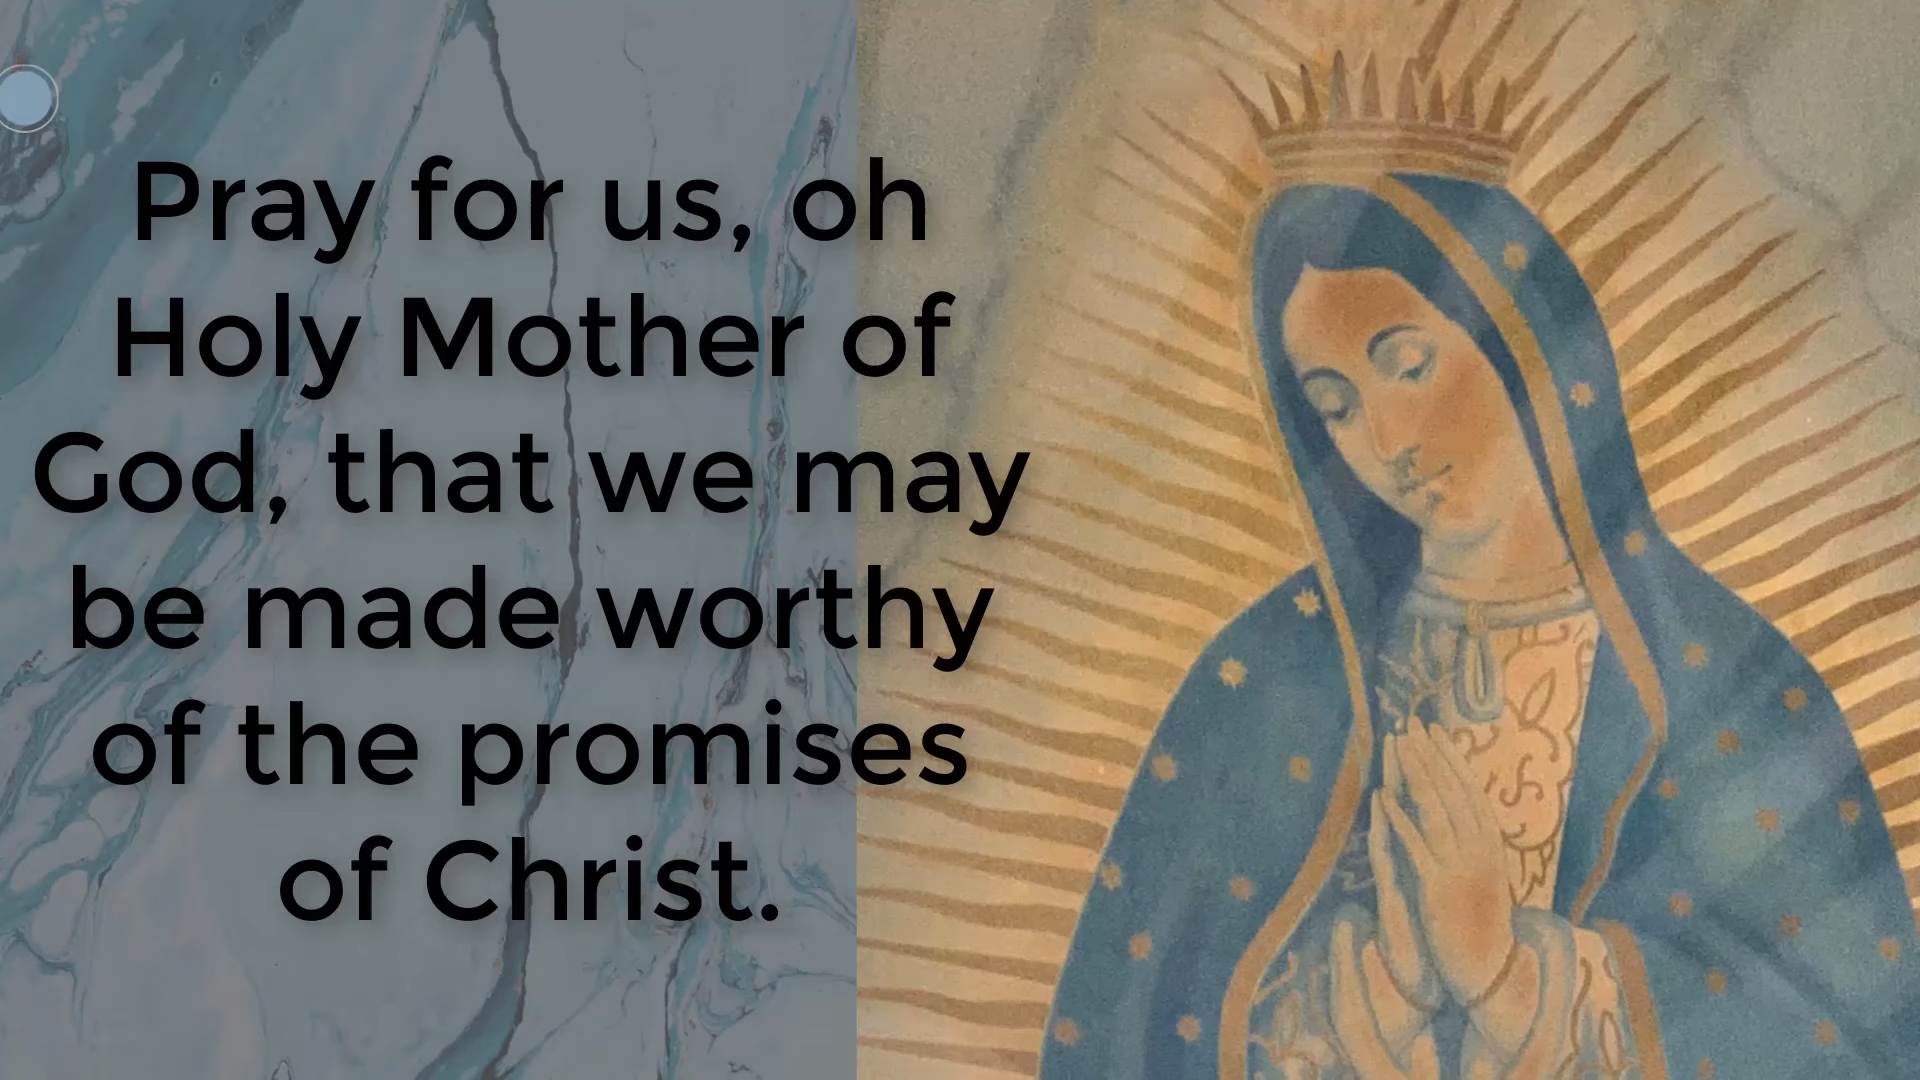 Pray for us, oh
Holy Mother of
God, that we may
be made worthy
of the promises
of Christ.